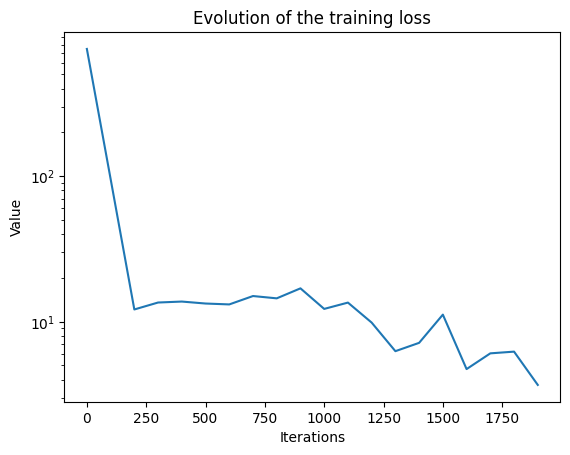 Evolution of the training loss
Value
10²
10¹
0 250 500 750 1000 1250 1500 1750
Iterations